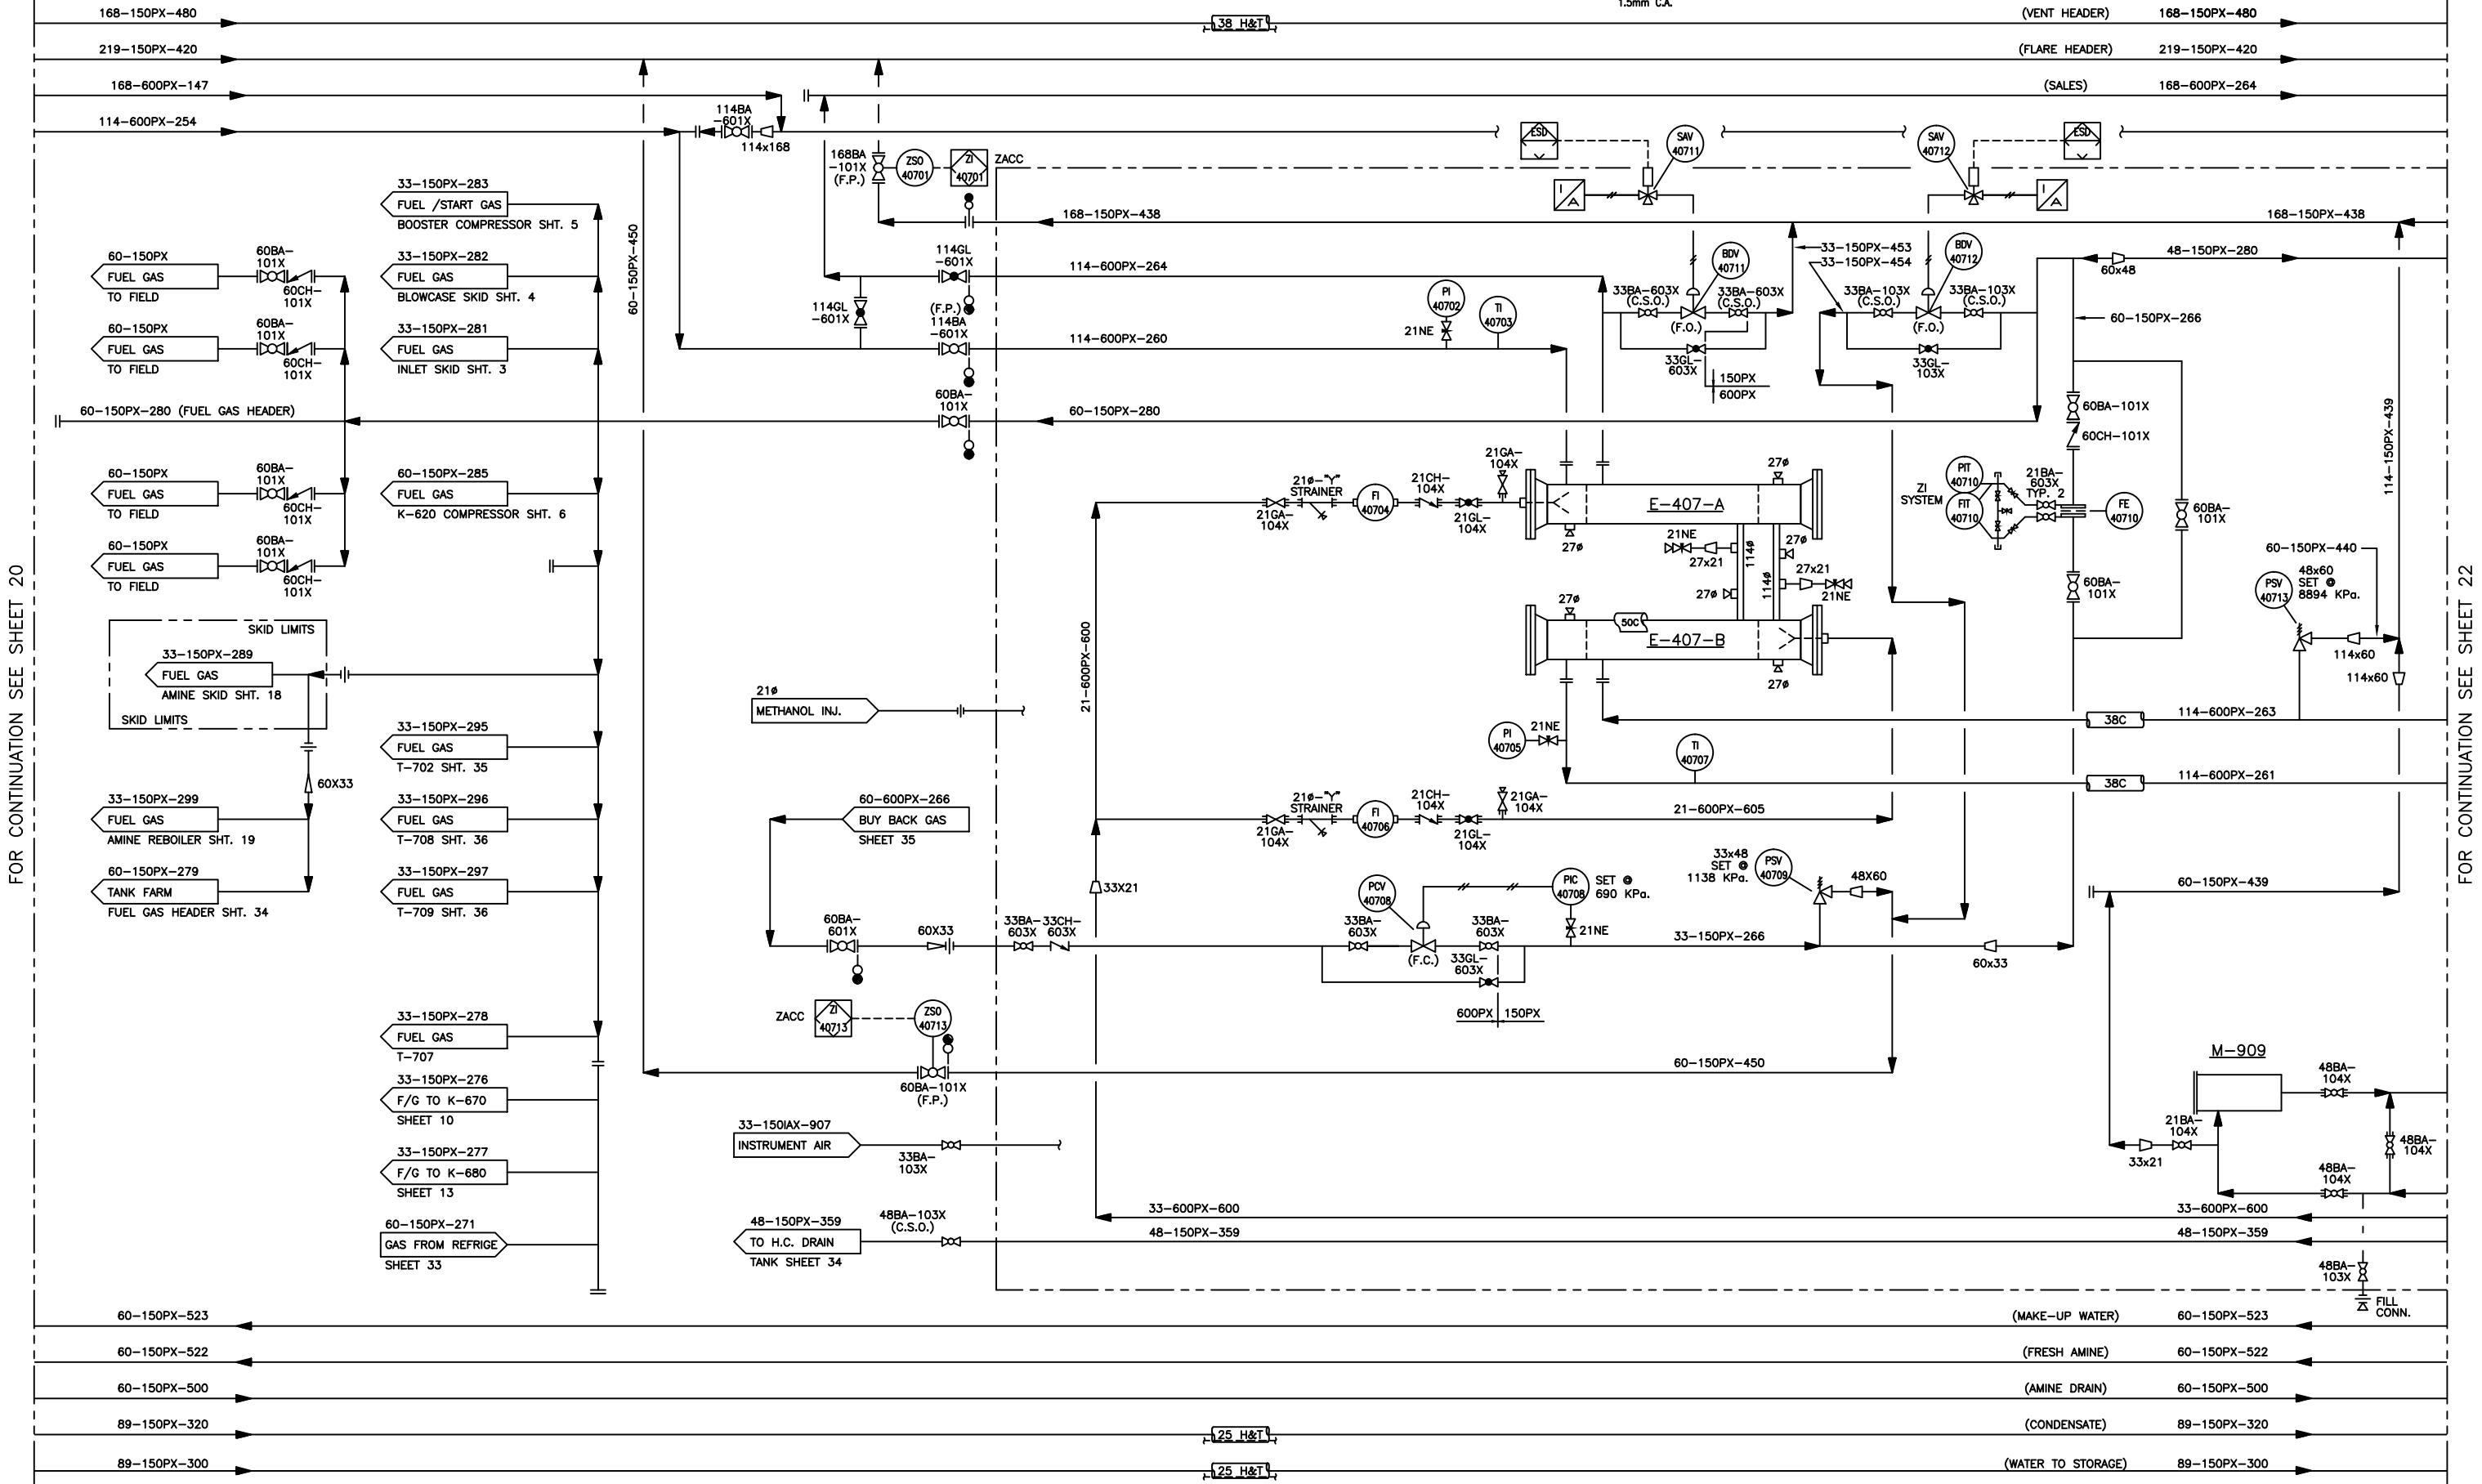 1.5mm C.A.
168-150PX-480
38 H&T
(VENT HEADER)
168-150PX-480
219-150PX-420
(FLARE HEADER)
219-150PX-420
168-600PX-147
(SALES)
168-600PX-264
114-600PX-254
114BA
-601X
114x168
168BA
-101X
(F.P.)
ZSO
40701
ZI
40701
ZACC
ESD
SAV
40711
SAV
40712
ESD
I
A
I
A
168-150PX-438
168-150PX-438
33-150PX-283
FUEL /START GAS
BOOSTER COMPRESSOR SHT. 5
60-150PX
FUEL GAS
TO FIELD
60BA-
101X
60CH-
101X
33-150PX-282
FUEL GAS
BLOWCASE SKID SHT. 4
60-150PX
FUEL GAS
TO FIELD
60BA-
101X
60CH-
101X
33-150PX-281
FUEL GAS
INLET SKID SHT. 3
60-150PX-450
114GL
-601X
114-600PX-264
114GL
-601X
(F.P.)
114BA
-601X
114-600PX-260
PI
40702
21NE
TI
40703
BDV
40711
33BA-603X
(C.S.O.)
33BA-603X
(C.S.O.)
(F.O.)
33GL-
603X
150PX
600PX
33-150PX-453
33-150PX-454
BDV
40712
33BA-103X
(C.S.O.)
33BA-103X
(C.S.O.)
(F.O.)
33GL-
103X
60x48
48-150PX-280
60-150PX-266
60-150PX-280 (FUEL GAS HEADER)
60BA-
101X
60-150PX-280
60BA-101X
60CH-101X
114-150PX-439
60-150PX
FUEL GAS
TO FIELD
60BA-
101X
60CH-
101X
33-150PX-285
FUEL GAS
K-620 COMPRESSOR SHT. 6
60-150PX
FUEL GAS
TO FIELD
60BA-
101X
60CH-
101X
21GA-
104X
21ø-"Y"
STRAINER
FI
40704
21CH-
104X
21GL-
104X
21GA-
104X
27ø
E-407-A
27ø
21NE
27x21
114ø
27ø
27x21
114ø
21NE
27ø
27ø
50C
E-407-B
27ø
ZI
SYSTEM
PIT
40710
FIT
40710
21BA-
603X
TYP. 2
FE
40710
60BA-
101X
60BA-
101X
60-150PX-440
PSV
40713
48x60
SET @
8894 KPa.
114x60
114x60
FOR CONTINUATION SEE SHEET 20
FOR CONTINUATION SEE SHEET 22
SKID LIMITS
33-150PX-289
FUEL GAS
AMINE SKID SHT. 18
SKID LIMITS
21-600PX-600
21ø
METHANOL INJ.
38C
114-600PX-263
33-150PX-295
FUEL GAS
T-702 SHT. 35
PI
40705
21NE
TI
40707
38C
114-600PX-261
60X33
33-150PX-299
FUEL GAS
AMINE REBOILER SHT. 19
33-150PX-296
FUEL GAS
T-708 SHT. 36
60-600PX-266
BUY BACK GAS
SHEET 35
21GA-
104X
21ø-"Y"
STRAINER
FI
40706
21CH-
104X
21GL-
104X
21GA-
104X
21-600PX-605
60-150PX-279
TANK FARM
FUEL GAS HEADER SHT. 34
33-150PX-297
FUEL GAS
T-709 SHT. 36
33X21
PCV
40708
PIC
40708
SET @
690 KPa.
33x48
SET @
1138 KPa.
PSV
40709
48X60
60-150PX-439
60BA-
601X
60X33
33BA-
603X
33CH-
603X
33BA-
603X
(F.C.)
33BA-
603X
33GL-
603X
21NE
33-150PX-266
60x33
600PX
150PX
33-150PX-278
FUEL GAS
T-707
ZACC
ZI
40713
ZSO
40713
60BA-101X
(F.P.)
60-150PX-450
33-150PX-276
F/G TO K-670
SHEET 10
M-909
48BA-
104X
33-150PX-277
F/G TO K-680
SHEET 13
33-150IAX-907
INSTRUMENT AIR
33BA-
103X
21BA-
104X
33x21
48BA-
104X
48BA-
104X
60-150PX-271
GAS FROM REFRIGE
SHEET 33
33-600PX-600
33-600PX-600
48-150PX-359
TO H.C. DRAIN
TANK SHEET 34
48BA-103X
(C.S.O.)
48-150PX-359
48-150PX-359
48BA-
103X
FILL
CONN.
60-150PX-523
(MAKE-UP WATER)
60-150PX-523
60-150PX-522
(FRESH AMINE)
60-150PX-522
60-150PX-500
(AMINE DRAIN)
60-150PX-500
89-150PX-320
25 H&T
(CONDENSATE)
89-150PX-320
89-150PX-300
25 H&T
(WATER TO STORAGE)
89-150PX-300